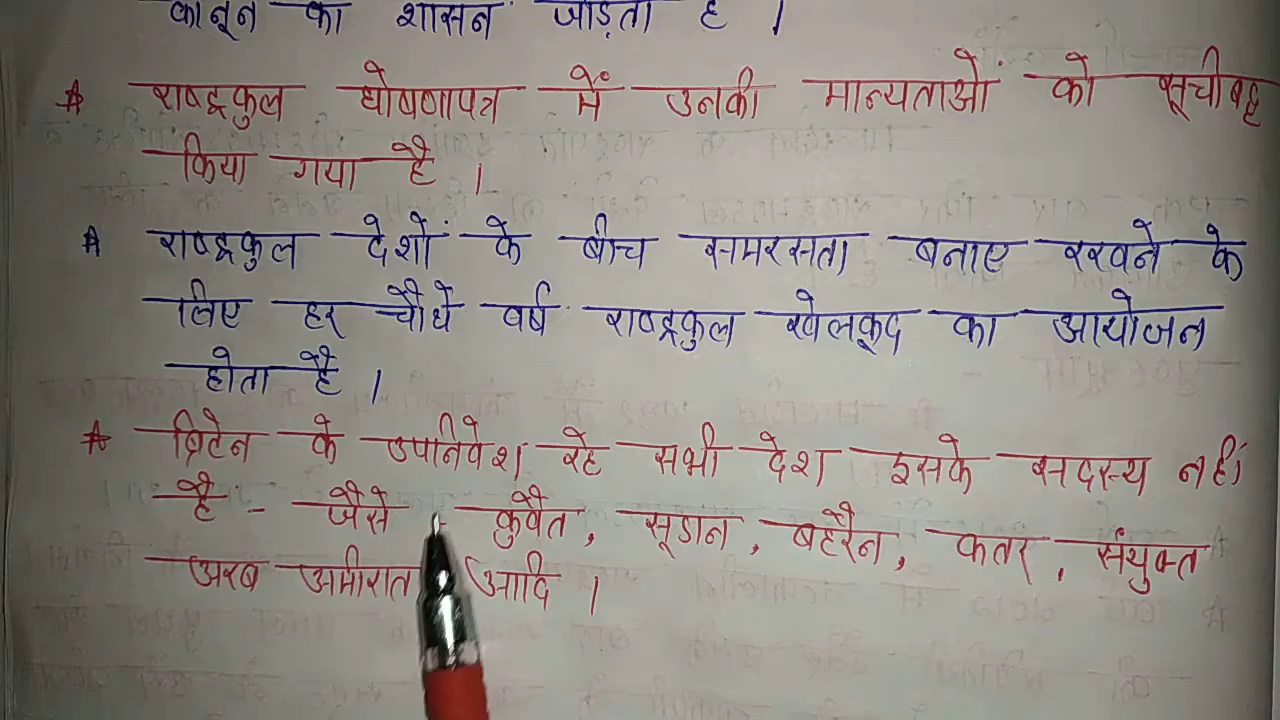 कानून का शासन जोड़ता है ।
* राष्ट्रकुल घोषणापत्र में उनकी मान्यताओं को सूचीबद्ध
किया गया है ।
* राष्ट्रकुल देशों के बीच समरसता बनाए रखने के
लिए हर चौथे वर्ष राष्ट्रकुल खेलकूद का आयोजन
होता है ।
* ब्रिटेन के उपनिवेश रहे सभी देश इसके सदस्य नहीं
है - जैसे कुवैत, सूडान, बहरैन, कतर, संयुक्त
अरब अमीरात आदि ।